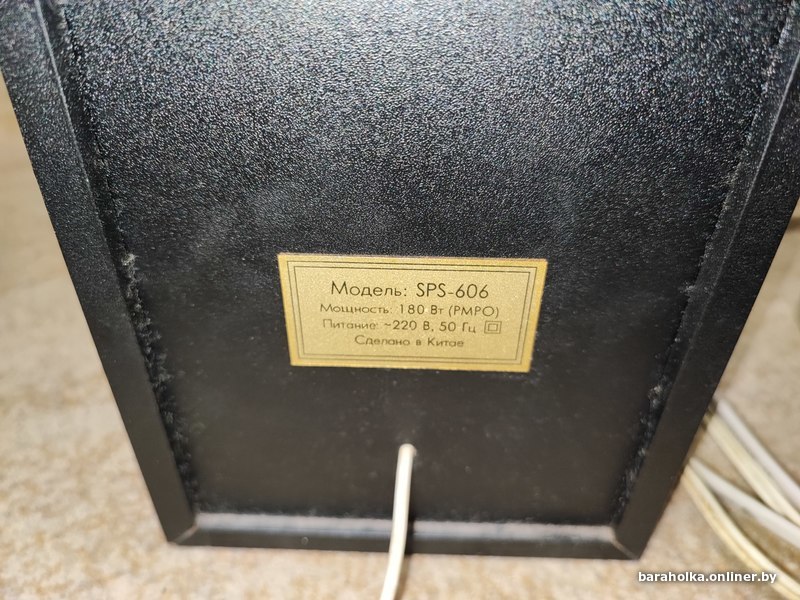 Модель: SPS-606
Мощность: 180 Вт (PMPO)
Питание: ~220 В, 50 Гц
Сделано в Китае
baraholka.onliner.by